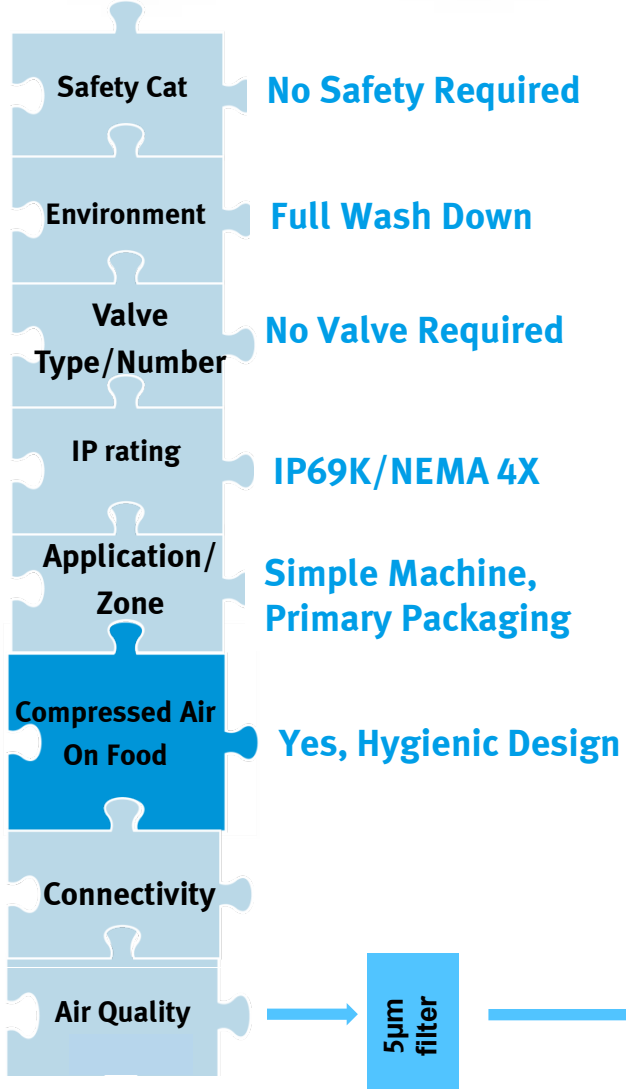 Safety Cat
No Safety Required
Environment
Full Wash Down
Valve
Type/Number
No Valve Required
IP rating
IP69K/NEMA 4X
Application/
Zone
Simple Machine,
Primary Packaging
Compressed Air
On Food
Yes, Hygienic Design
Connectivity
Air Quality
5µm
filter